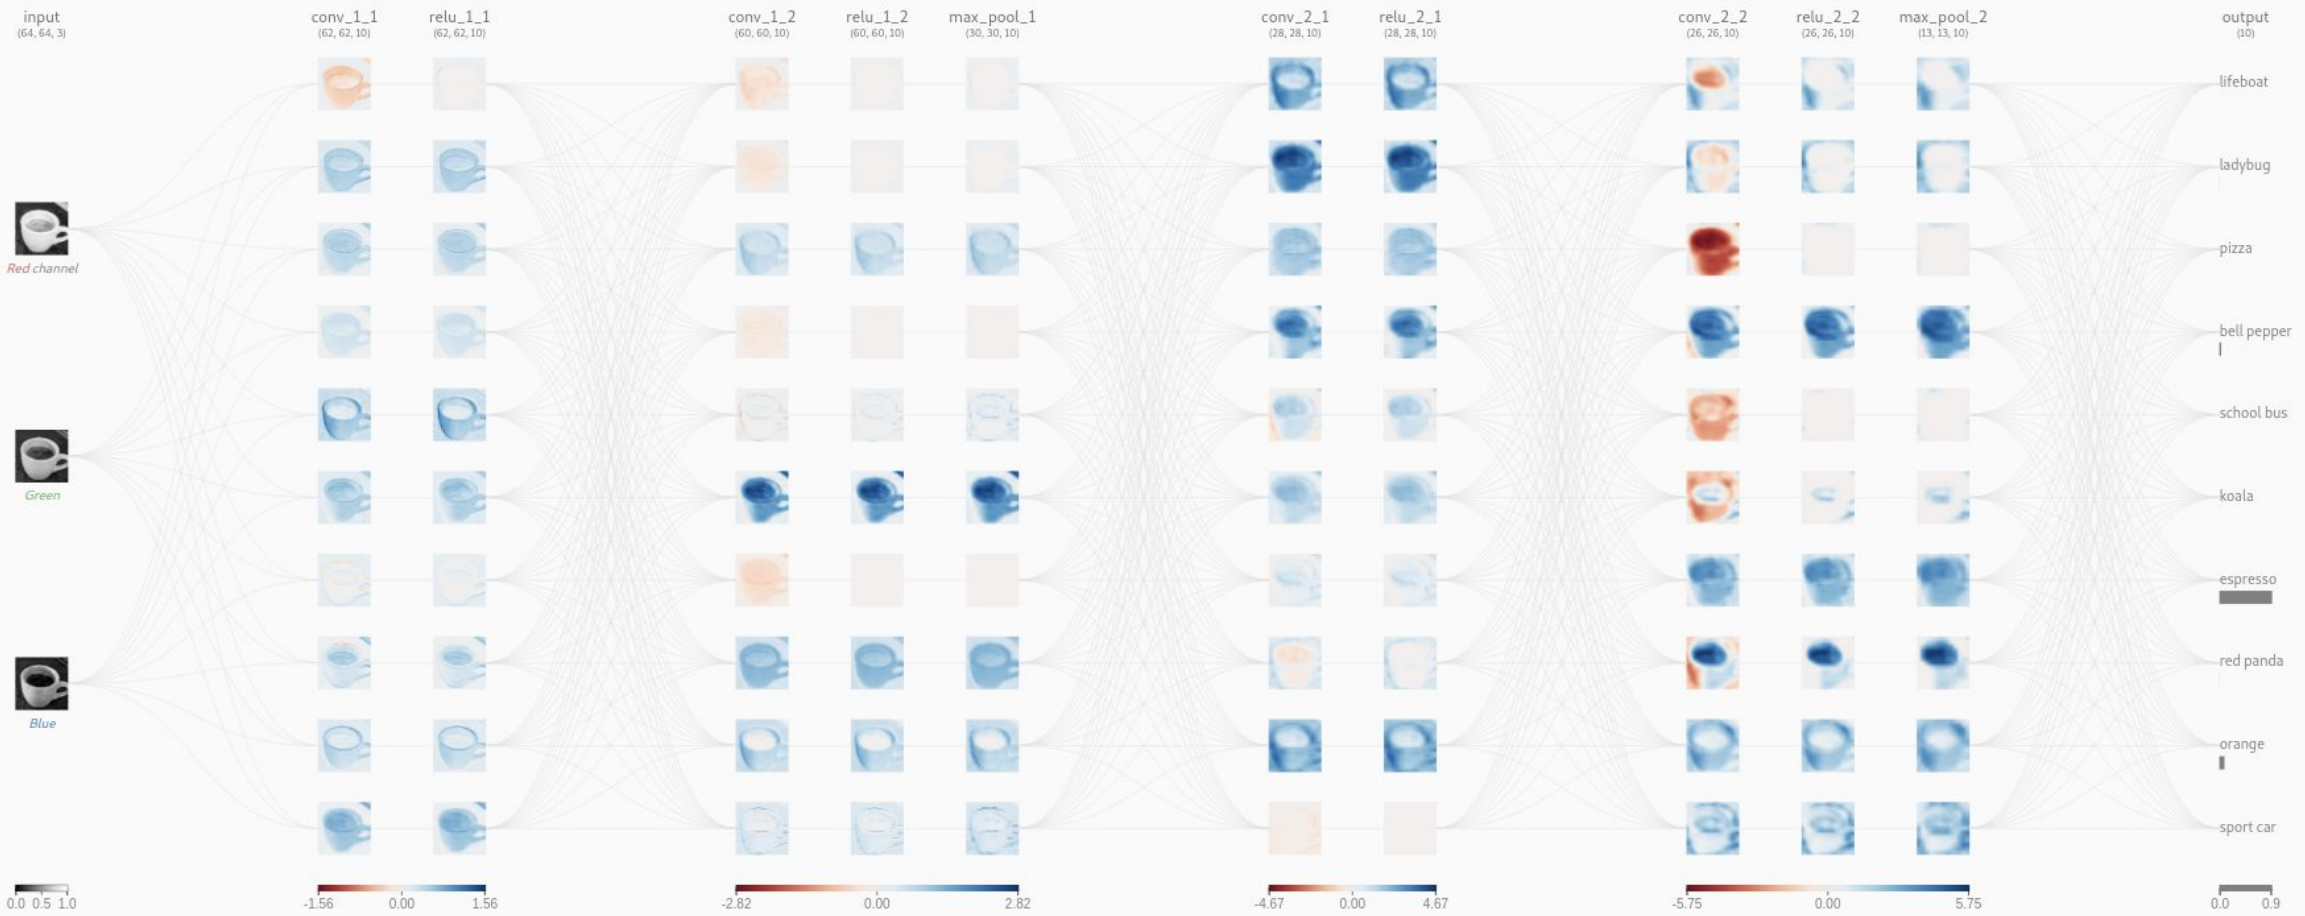 input conv_1_1 relu_1_1 conv_1_2 relu_1_2 max_pool_1 conv_2_1 relu_2_1 conv_2_2 relu_2_2 max_pool_2 output
(64, 64, 3) (62, 62, 10) (62, 62, 10) (60, 60, 10) (60, 60, 10) (30, 30, 10) (28, 28, 10) (28, 28, 10) (26, 26, 10) (26, 26, 10) (13, 13, 10) (10)
lifeboat
ladybug
pizza
Red channel
bell pepper
school bus
Green
koala
espresso
red panda
Blue
orange
sport car
0.0 0.5 1.0 -1.56 0.00 1.56 -2.82 0.00 2.82 -4.67 0.00 4.67 -5.75 0.00 5.75 0.0 0.9